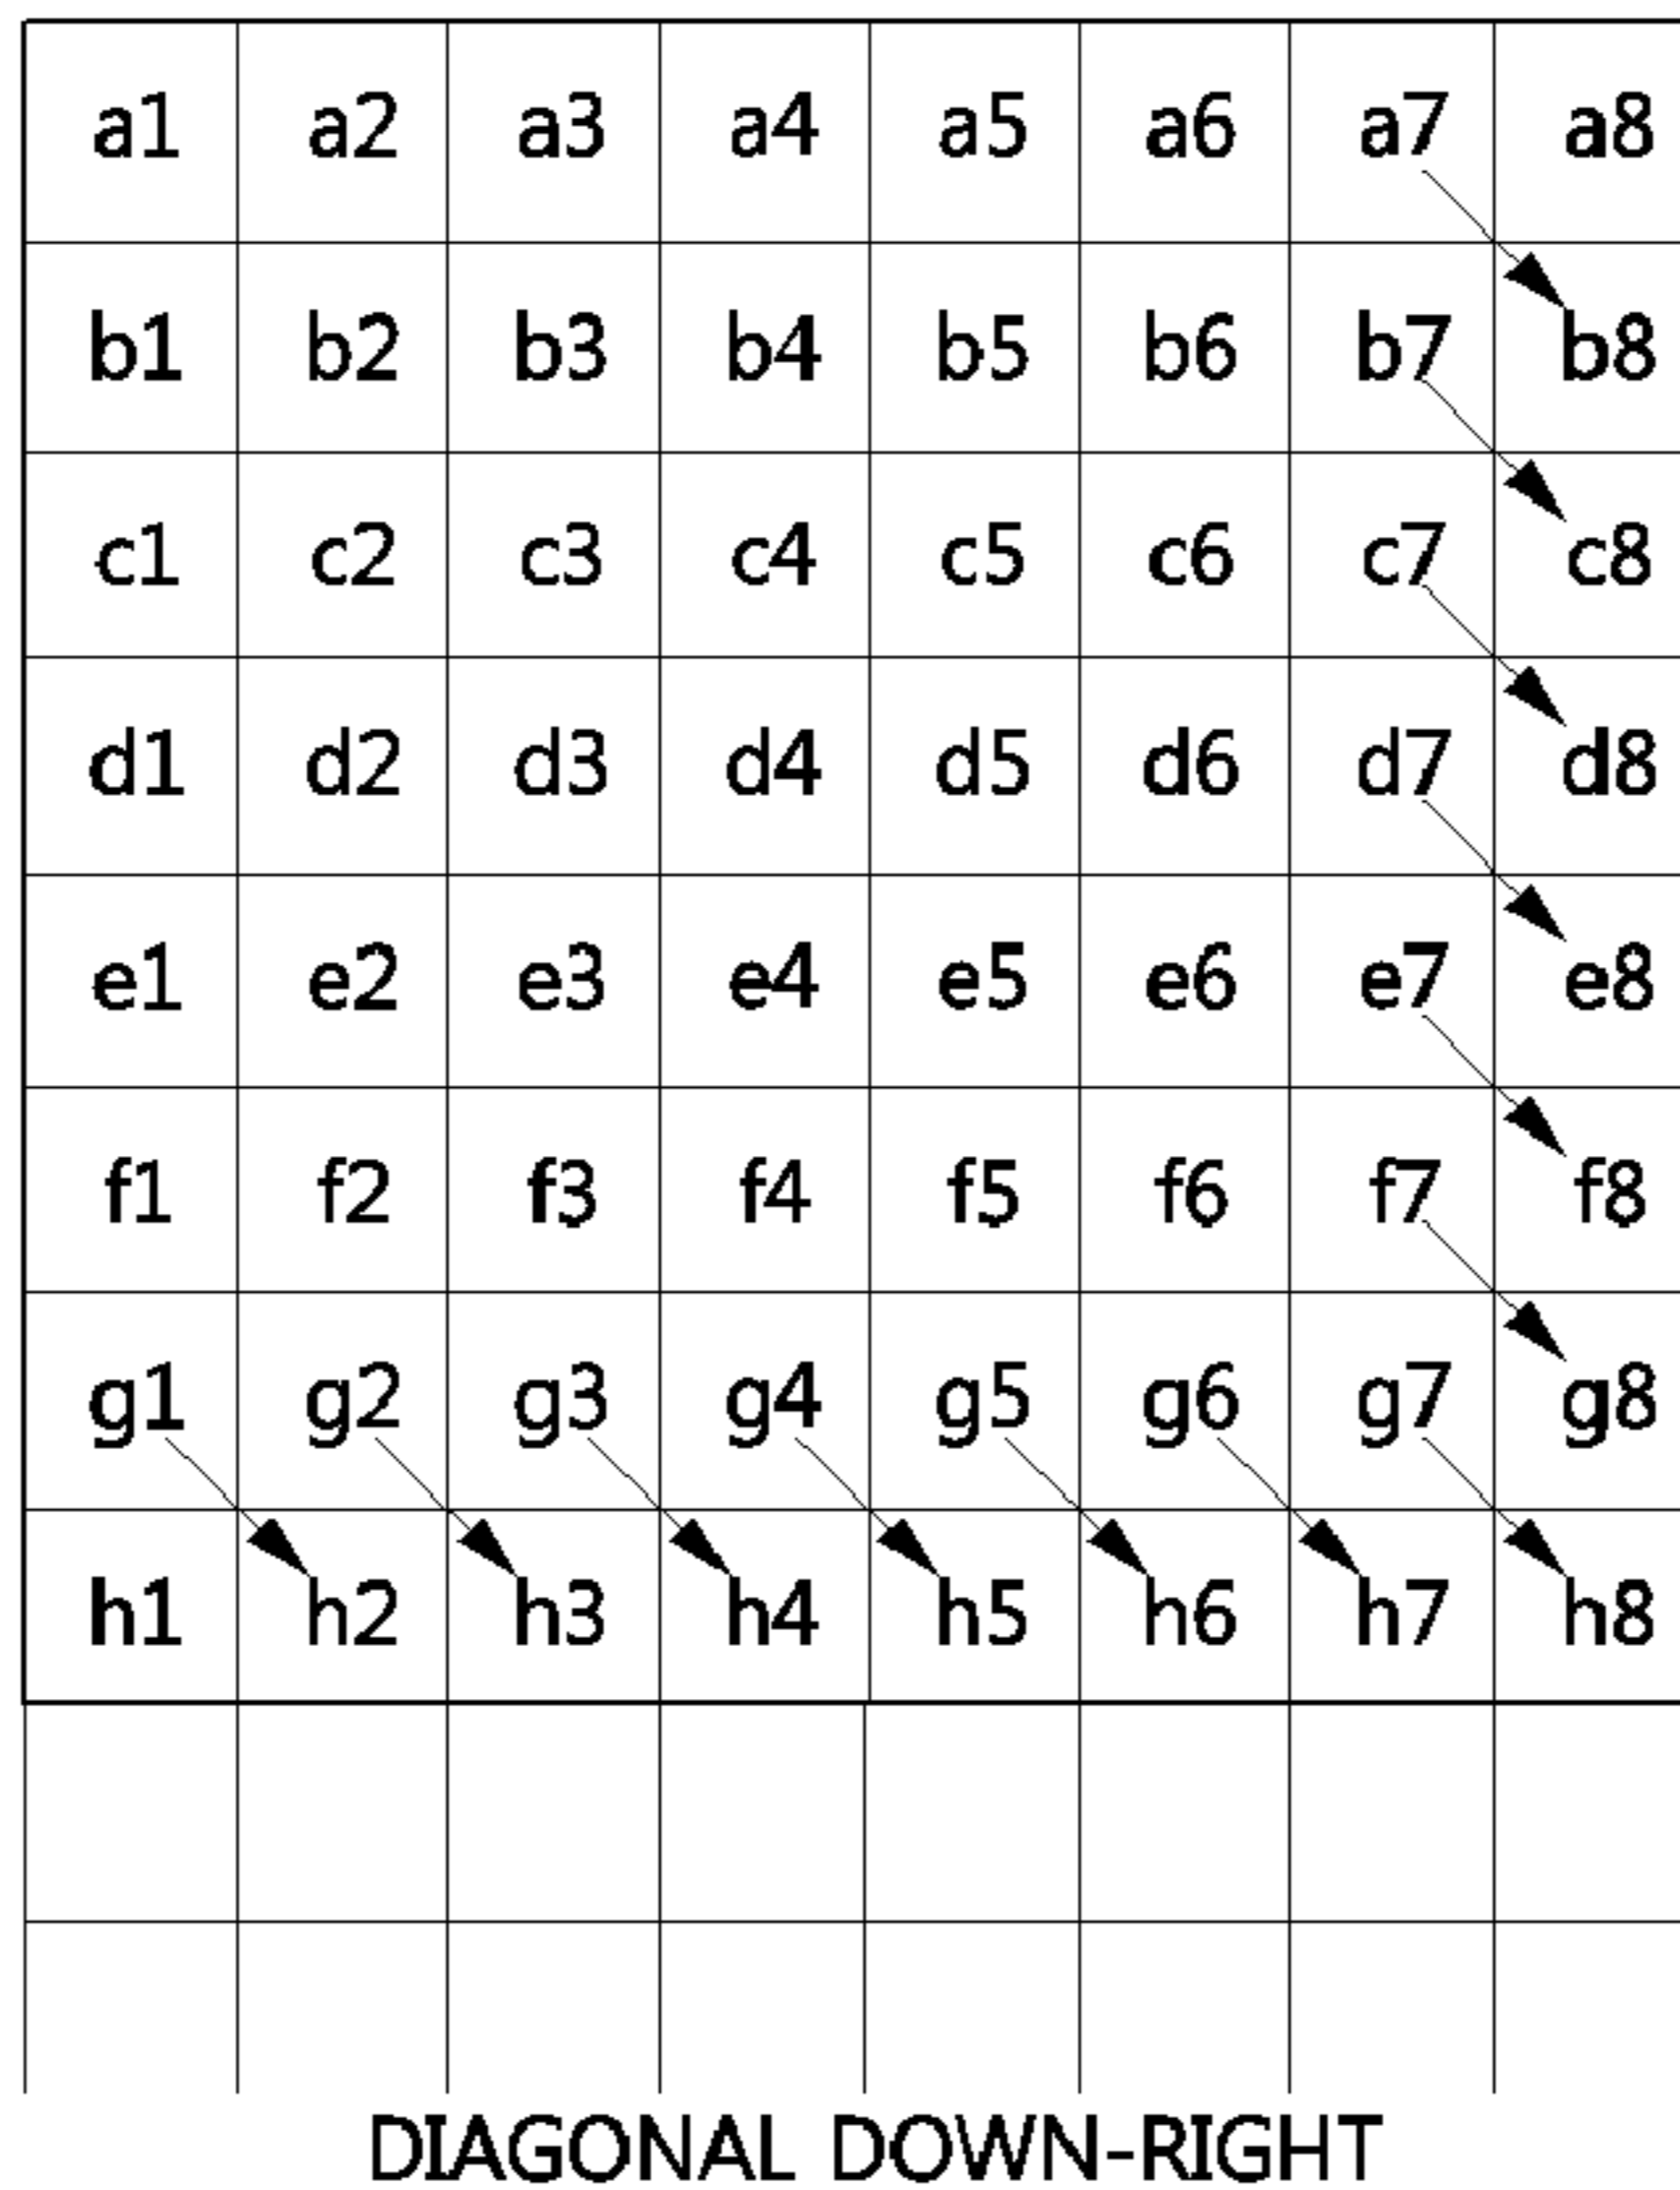 a1 a2 a3 a4 a5 a6 a7 a8
b1 b2 b3 b4 b5 b6 b7 b8
c1 c2 c3 c4 c5 c6 c7 c8
d1 d2 d3 d4 d5 d6 d7 d8
e1 e2 e3 e4 e5 e6 e7 e8
f1 f2 f3 f4 f5 f6 f7 f8
g1 g2 g3 g4 g5 g6 g7 g8
h1 h2 h3 h4 h5 h6 h7 h8
DIAGONAL DOWN-RIGHT